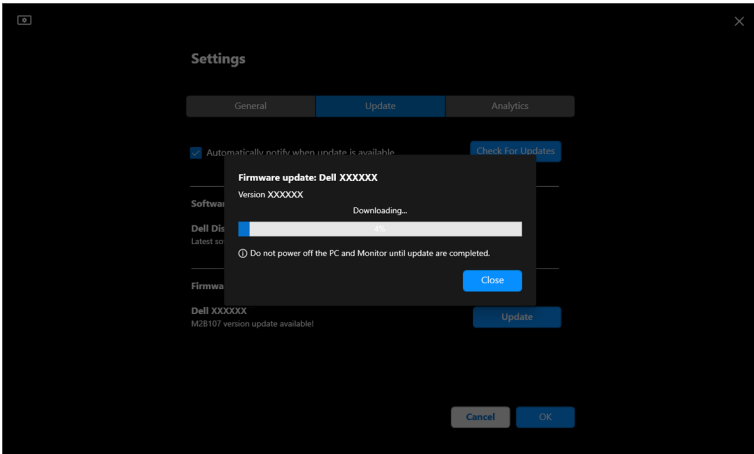 Settings
General Update Analytics
Automatically notify when update is available
Check For Updates
Firmware update: Dell XXXXXX
Version XXXXXX
Downloading...
4%
Do not power off the PC and Monitor until update are completed.
Close
Softwa
Dell Dis
Latest so
Firmwa
Dell XXXXXX
M2B107 version update available!
Update
Cancel OK